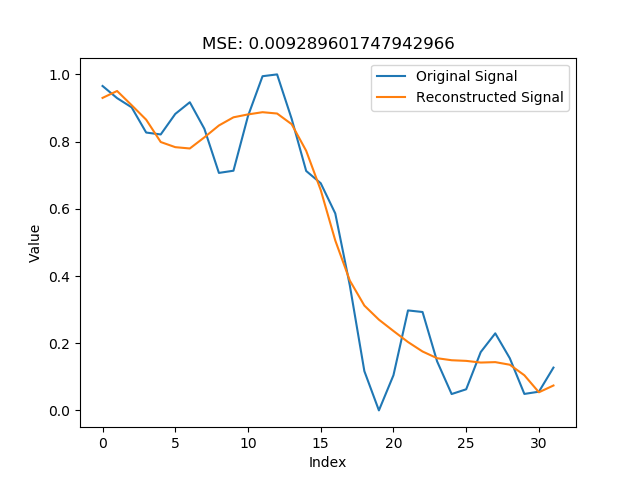 MSE: 0.009289601747942966
Original Signal
Reconstructed Signal
Value
1.0
0.8
0.6
0.4
0.2
0.0
0 5 10 15 20 25 30
Index